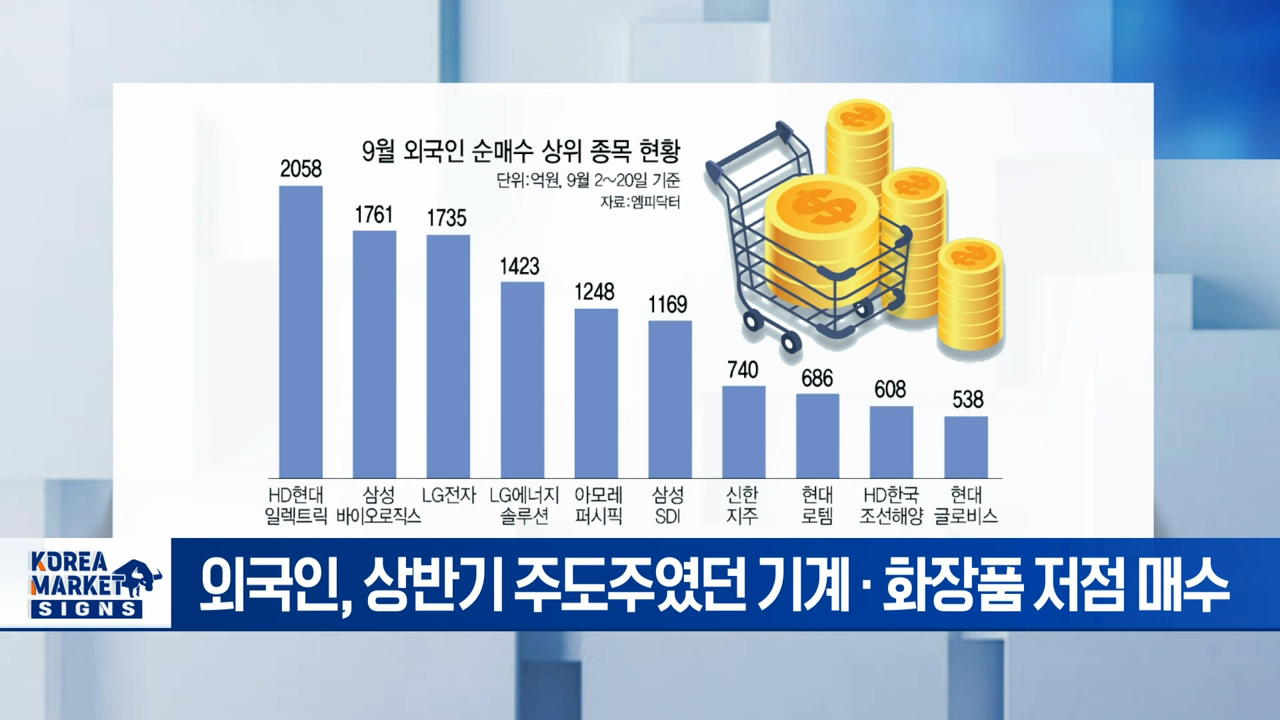 9월 외국인 순매수 상위 종목 현황
단위:억원, 9월 2~20일 기준
자료:엠피닥터
2058
1761
1735
1423
1248
1169
740
686
608
538
HD현대
일렉트릭
삼성
바이오로직스
LG전자
LG에너지
솔루션
아모레
퍼시픽
삼성
SDI
신한
지주
현대
로템
HD한국
조선해양
현대
글로비스
KOREA
MARKET
SIGNS
외국인, 상반기 주도주였던 기계·화장품 저점 매수